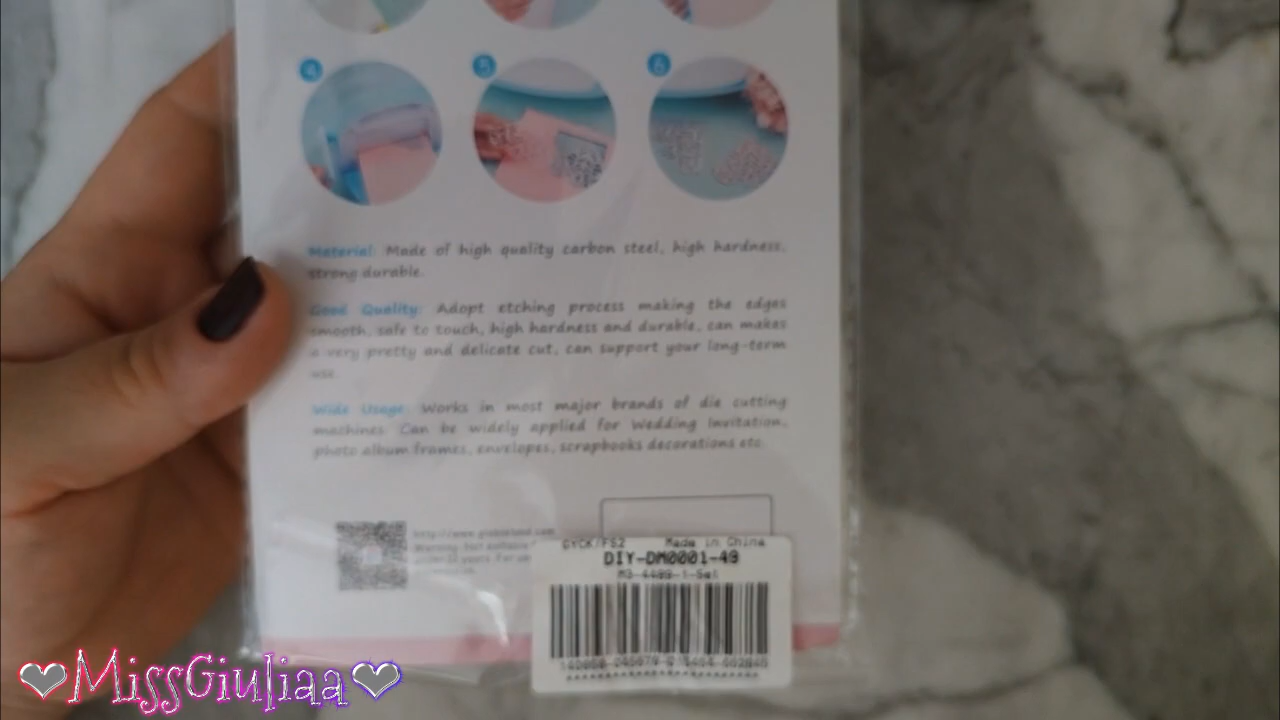 4 5 6
Material: Made of high quality carbon steel, high hardness,
strong durable.
Good Quality: Adopt etching process making the edges
smooth, safe to touch, high hardness and durable, can makes
a very pretty and delicate cut, can support your long-term
use.
Wide Usage: Works in most major brands of die cutting
machines. Can be widely applied for Wedding Invitation,
photo album frames, envelopes, scrapbooks decorations etc.
Made in China
DIY-DM0001-49
MissGiuliaa